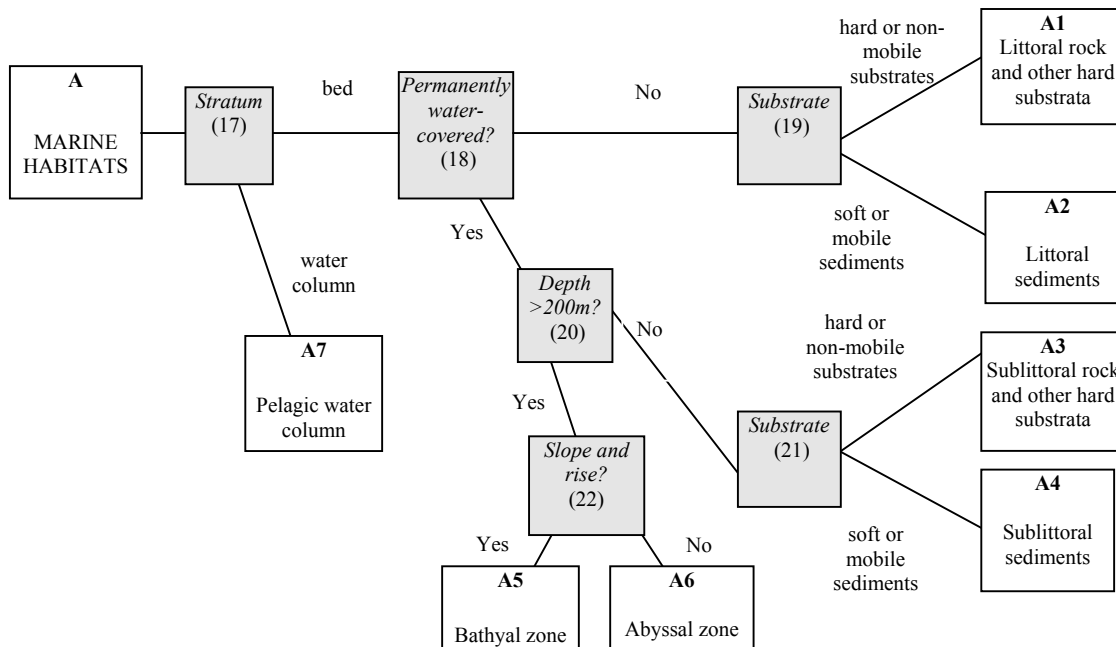 A
MARINE
HABITATS
Stratum
(17)
bed
Permanently
water-
covered?
(18)
No
Substrate
(19)
hard or non-
mobile
substrates
A1
Littoral rock
and other hard
substrata
soft or
mobile
sediments
A2
Littoral
sediments
water
column
A7
Pelagic water
column
Yes
Depth
>200m?
(20)
No
Substrate
(21)
hard or
non-mobile
substrates
A3
Sublittoral rock
and other hard
substrata
soft or
mobile
sediments
A4
Sublittoral
sediments
Yes
Slope and
rise?
(22)
Yes
A5
Bathyal zone
No
A6
Abyssal zone